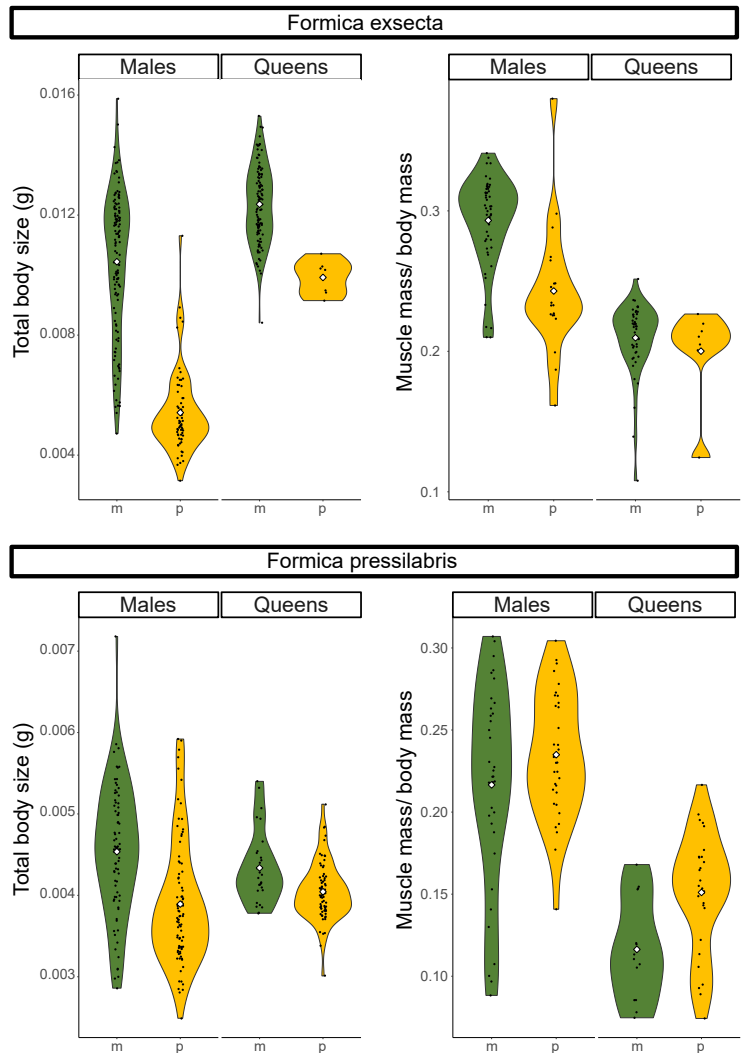 Formica exsecta
Males Queens
Males Queens
Total body size (g)
0.016
0.012
0.008
0.004
m p m p
Muscle mass/ body mass
0.3
0.2
0.1
m p m p
Formica pressilabris
Males Queens
Males Queens
Total body size (g)
0.007
0.006
0.005
0.004
0.003
m p m p
Muscle mass/ body mass
0.30
0.25
0.20
0.15
0.10
m p m p